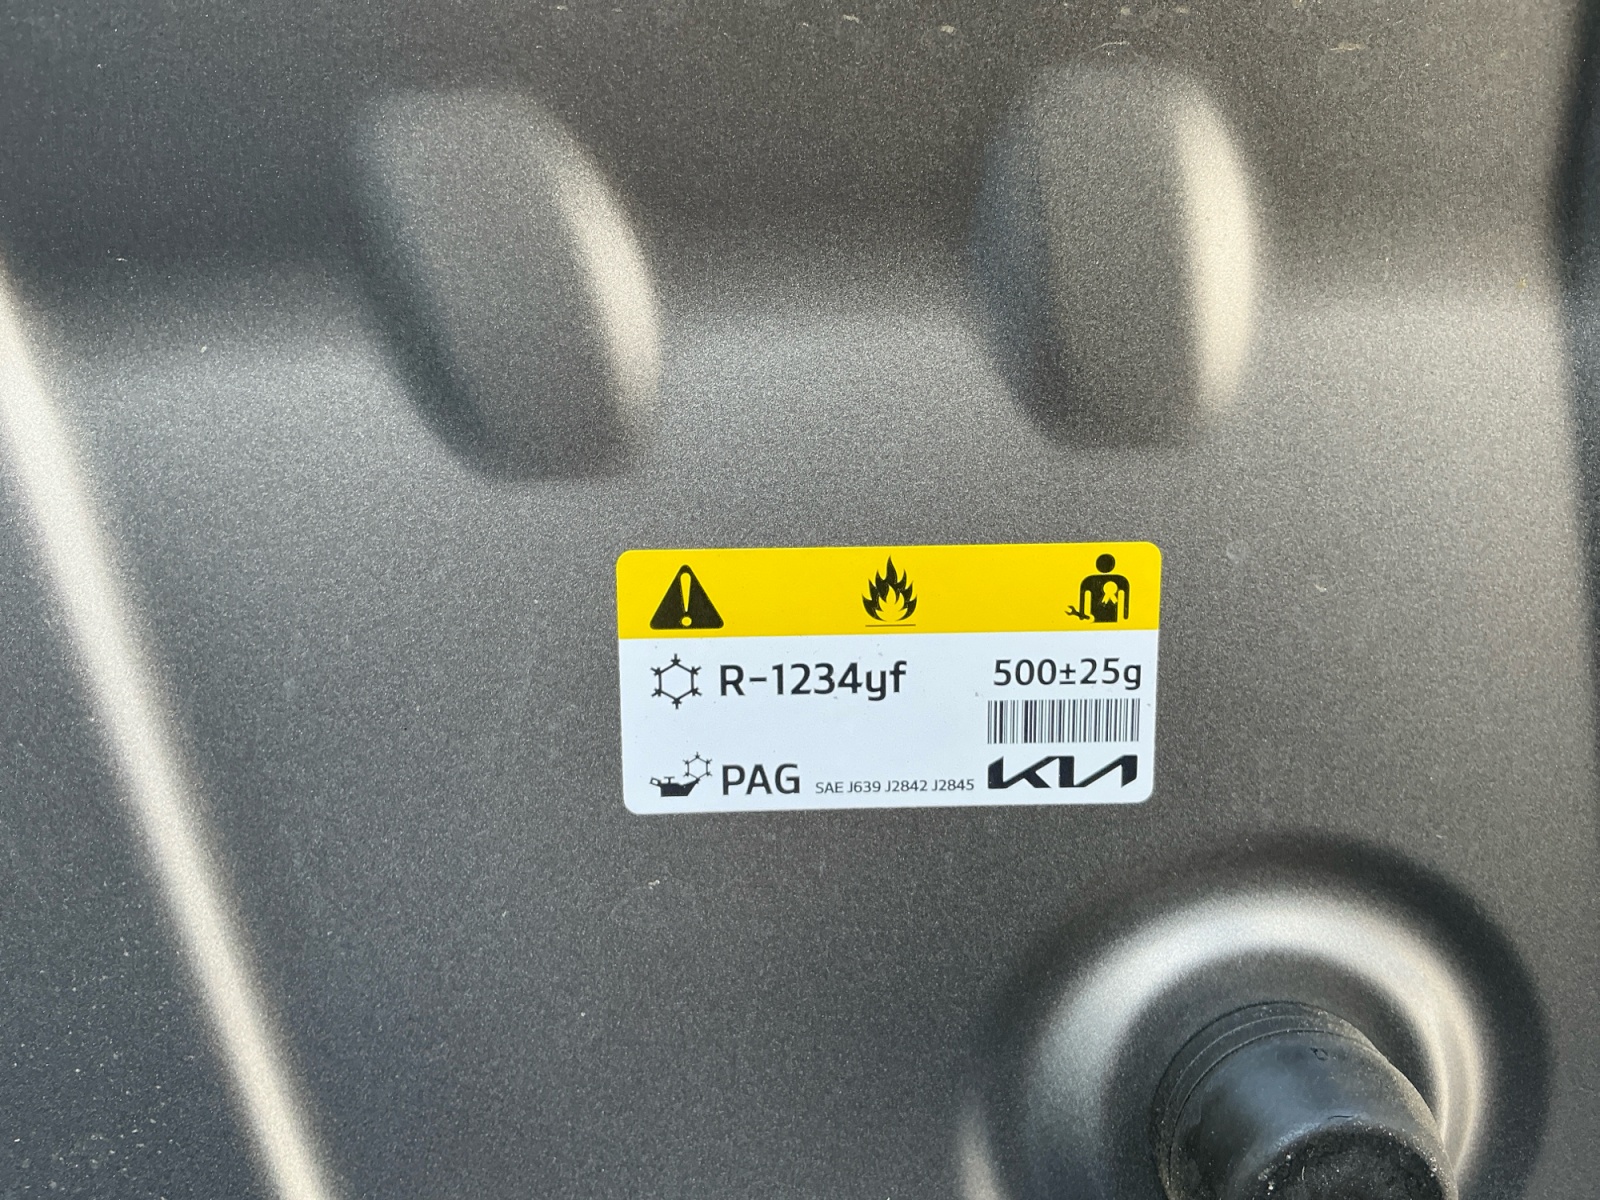 R-1234yf 500±25g
PAG SAE J639 J2842 J2845 KIA